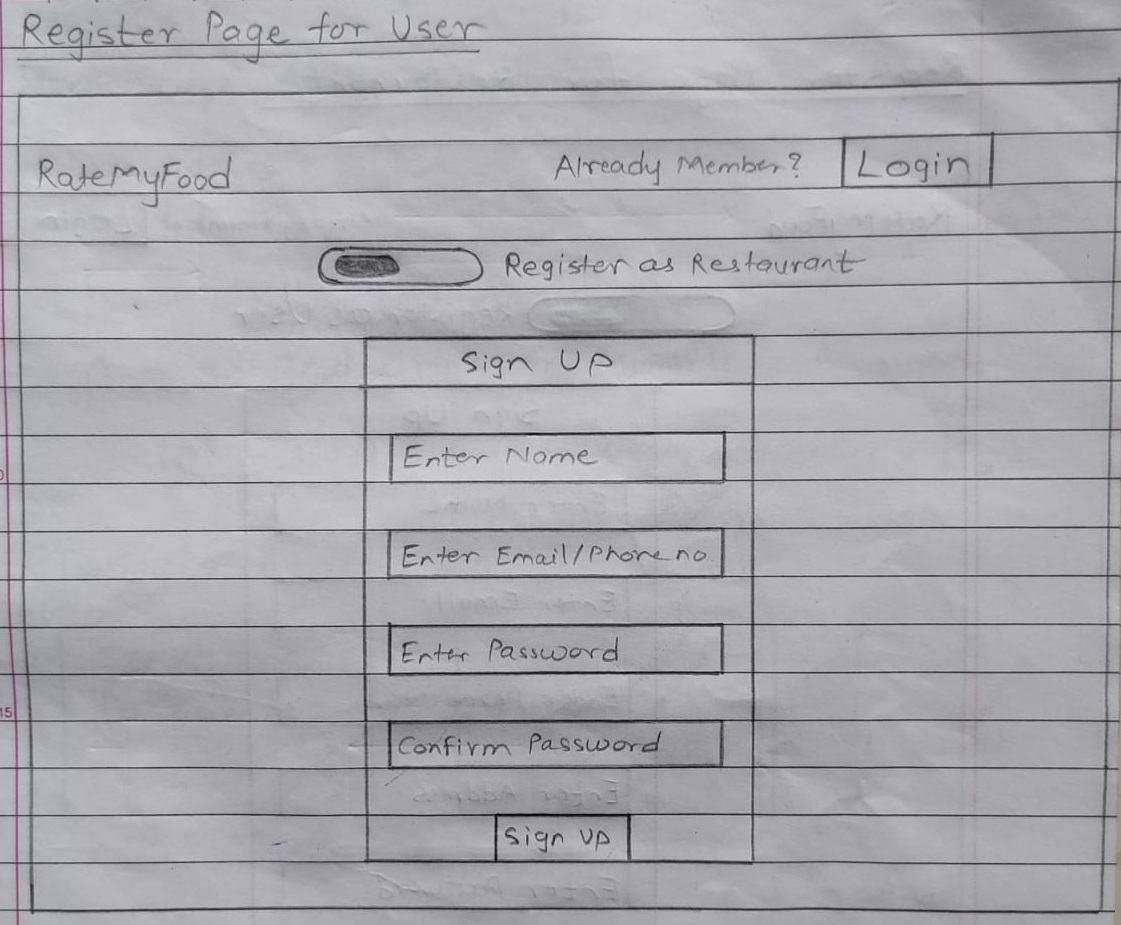 Register Page for User
RateMyFood
Already Member?
Login
Register as Restaurant
Sign Up
Enter Name
Enter Email/Phone no.
Enter Password
15
Confirm Password
Sign Up